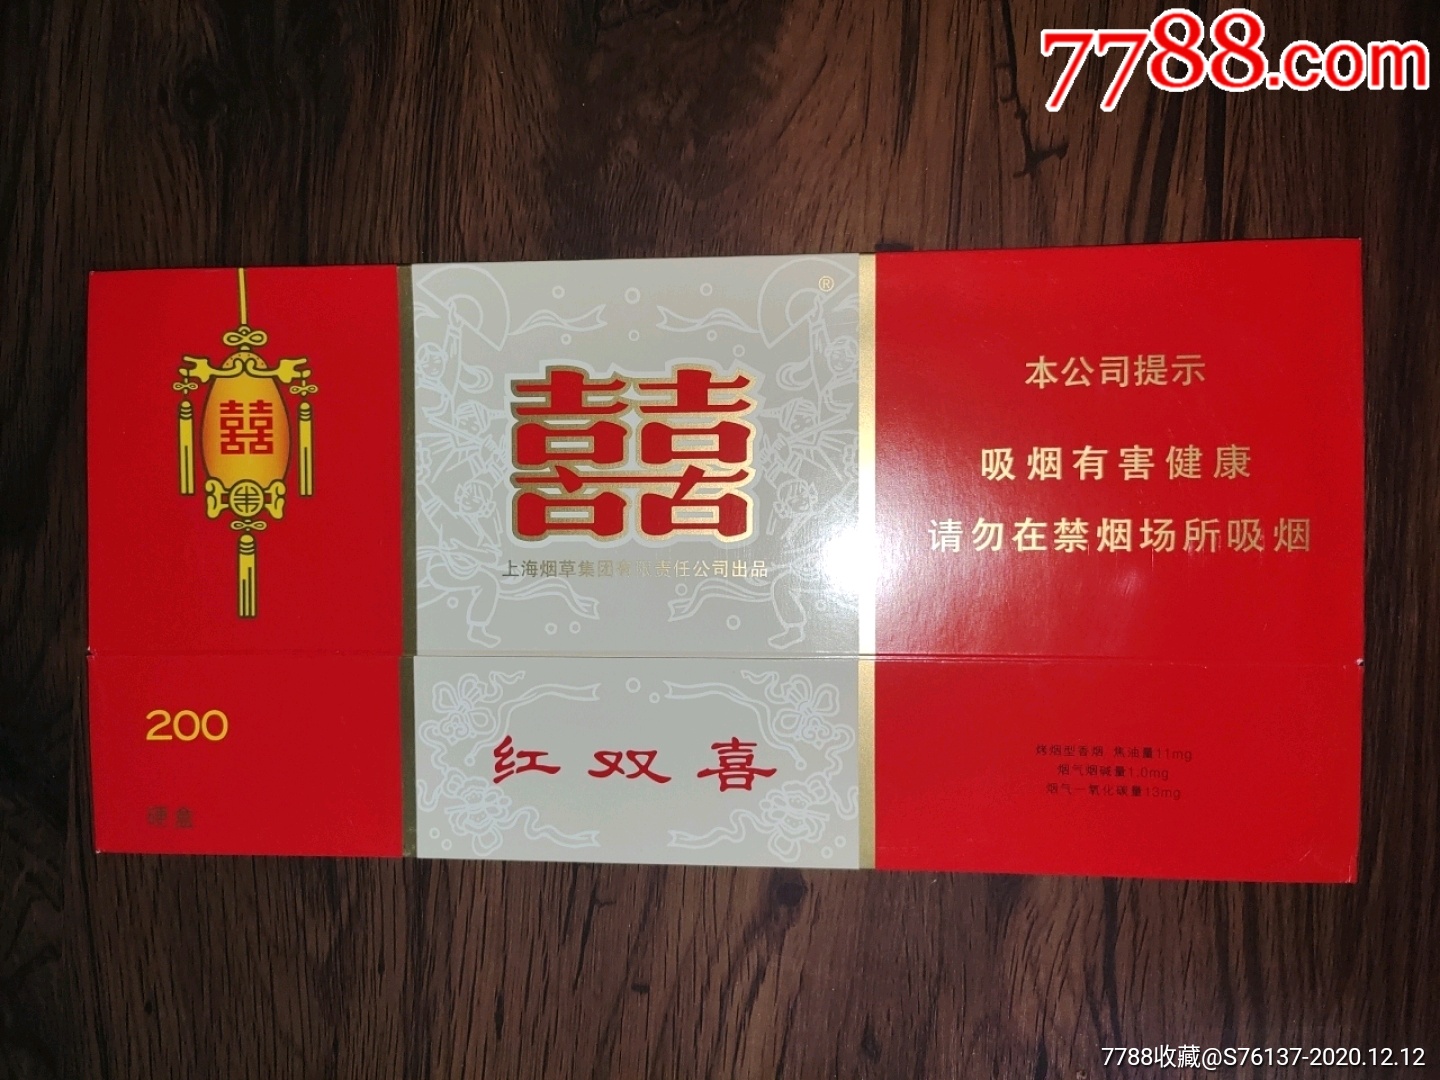 7788.com
®
囍
囍
上海烟草集团有限责任公司出品
本公司提示
吸烟有害健康
请勿在禁烟场所吸烟
200
硬盒
红双喜
烤烟型香烟 焦油量11mg
烟气烟碱量1.0mg
烟气一氧化碳量13mg
7788收藏@S76137-2020.12.12